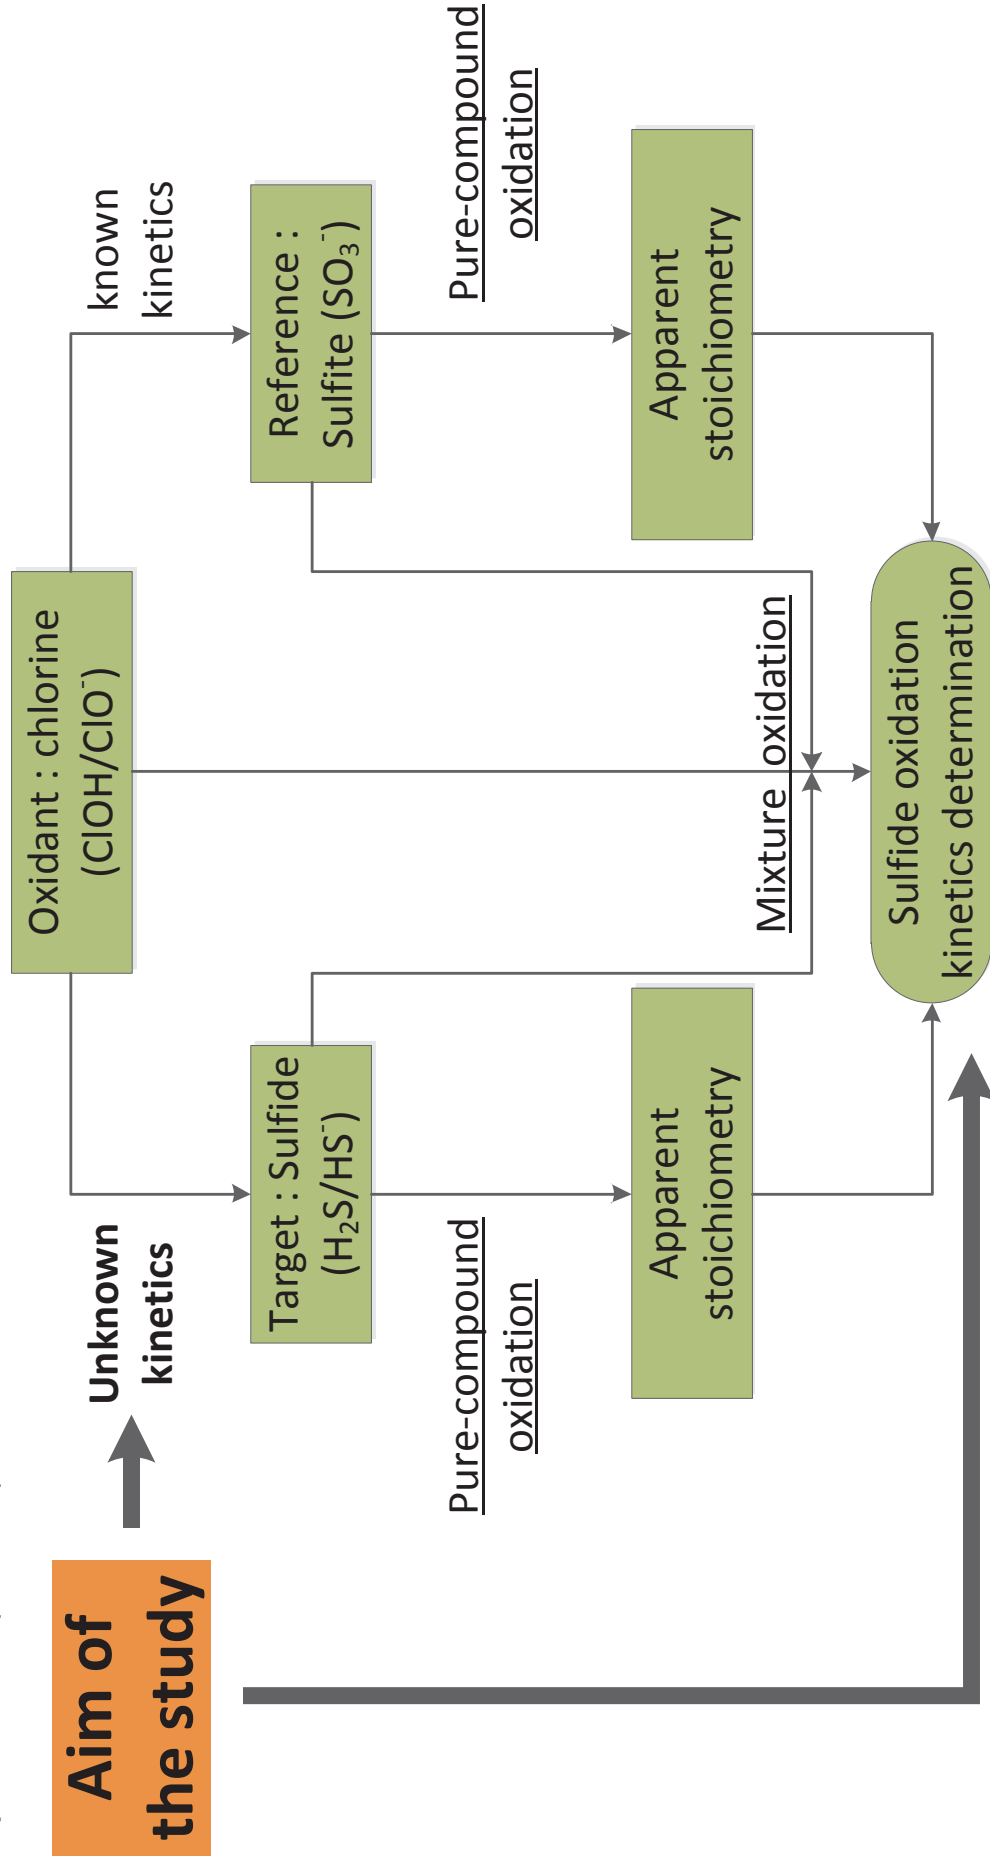 Aim of
the study
Unknown
kinetics
Oxidant : chlorine
(ClOH/ClO⁻)
known
kinetics
Target : Sulfide
(H₂S/HS⁻)
Reference :
Sulfite (SO₃⁻)
Pure-compound
oxidation
Pure-compound
oxidation
Apparent
stoichiometry
Mixture oxidation
Apparent
stoichiometry
Sulfide oxidation
kinetics determination